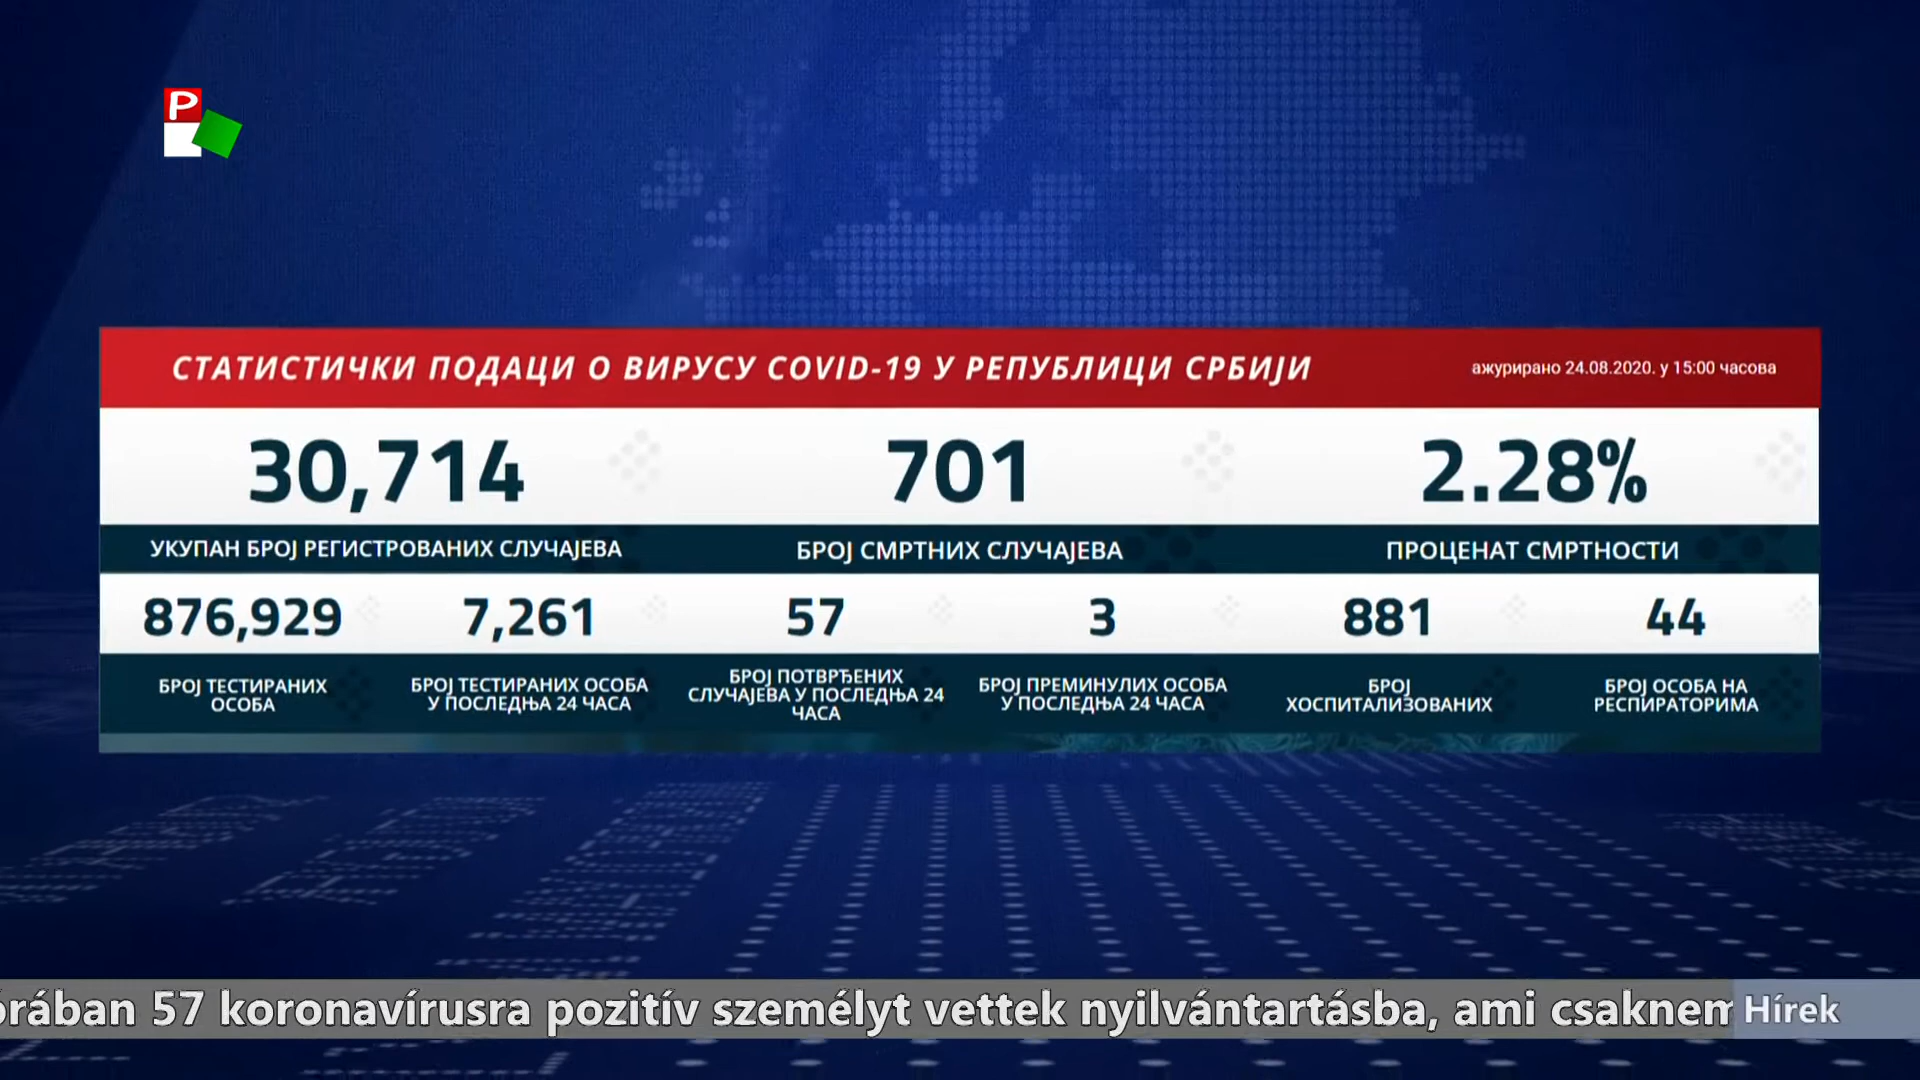 P
СТАТИСТИЧКИ ПОДАЦИ О ВИРУСУ COVID-19 У РЕПУБЛИЦИ СРБИЈИ
ажурирано 24.08.2020. у 15:00 часова
30,714
701
2.28%
УКУПАН БРОЈ РЕГИСТРОВАНИХ СЛУЧАЈЕВА
БРОЈ СМРТНИХ СЛУЧАЈЕВА
ПРОЦЕНАТ СМРТНОСТИ
876,929
7,261
57
3
881
44
БРОЈ ТЕСТИРАНИХ
ОСОБА
БРОЈ ТЕСТИРАНИХ ОСОБА
У ПОСЛЕДЊА 24 ЧАСА
БРОЈ ПОТВРЂЕНИХ
СЛУЧАЈЕВА У ПОСЛЕДЊА 24
ЧАСА
БРОЈ ПРЕМИНУЛИХ ОСОБА
У ПОСЛЕДЊА 24 ЧАСА
БРОЈ
ХОСПИТАЛИЗОВАНИХ
БРОЈ ОСОБА НА
РЕСПИРАТОРИМА
órában 57 koronavírusra pozitív személyt vettek nyilvántartásba, ami csaknem
Hírek